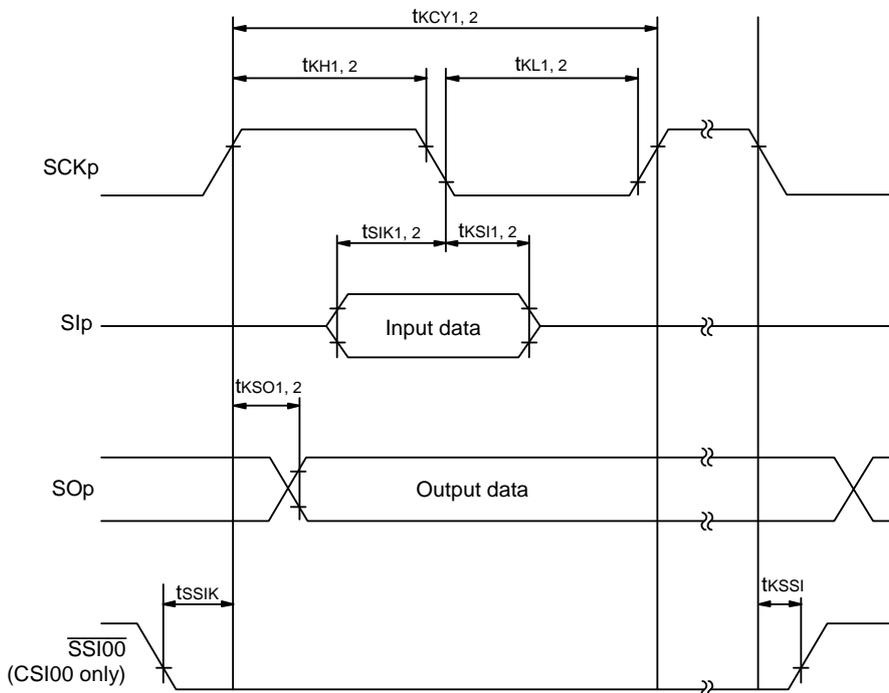 tKCY1, 2
tKH1, 2
tKL1, 2
SCKp
tSIK1, 2
tKSI1, 2
SIp
Input data
tKSO1, 2
SOp
Output data
tSSIK
tKSSI
SSI00
(CSI00 only)